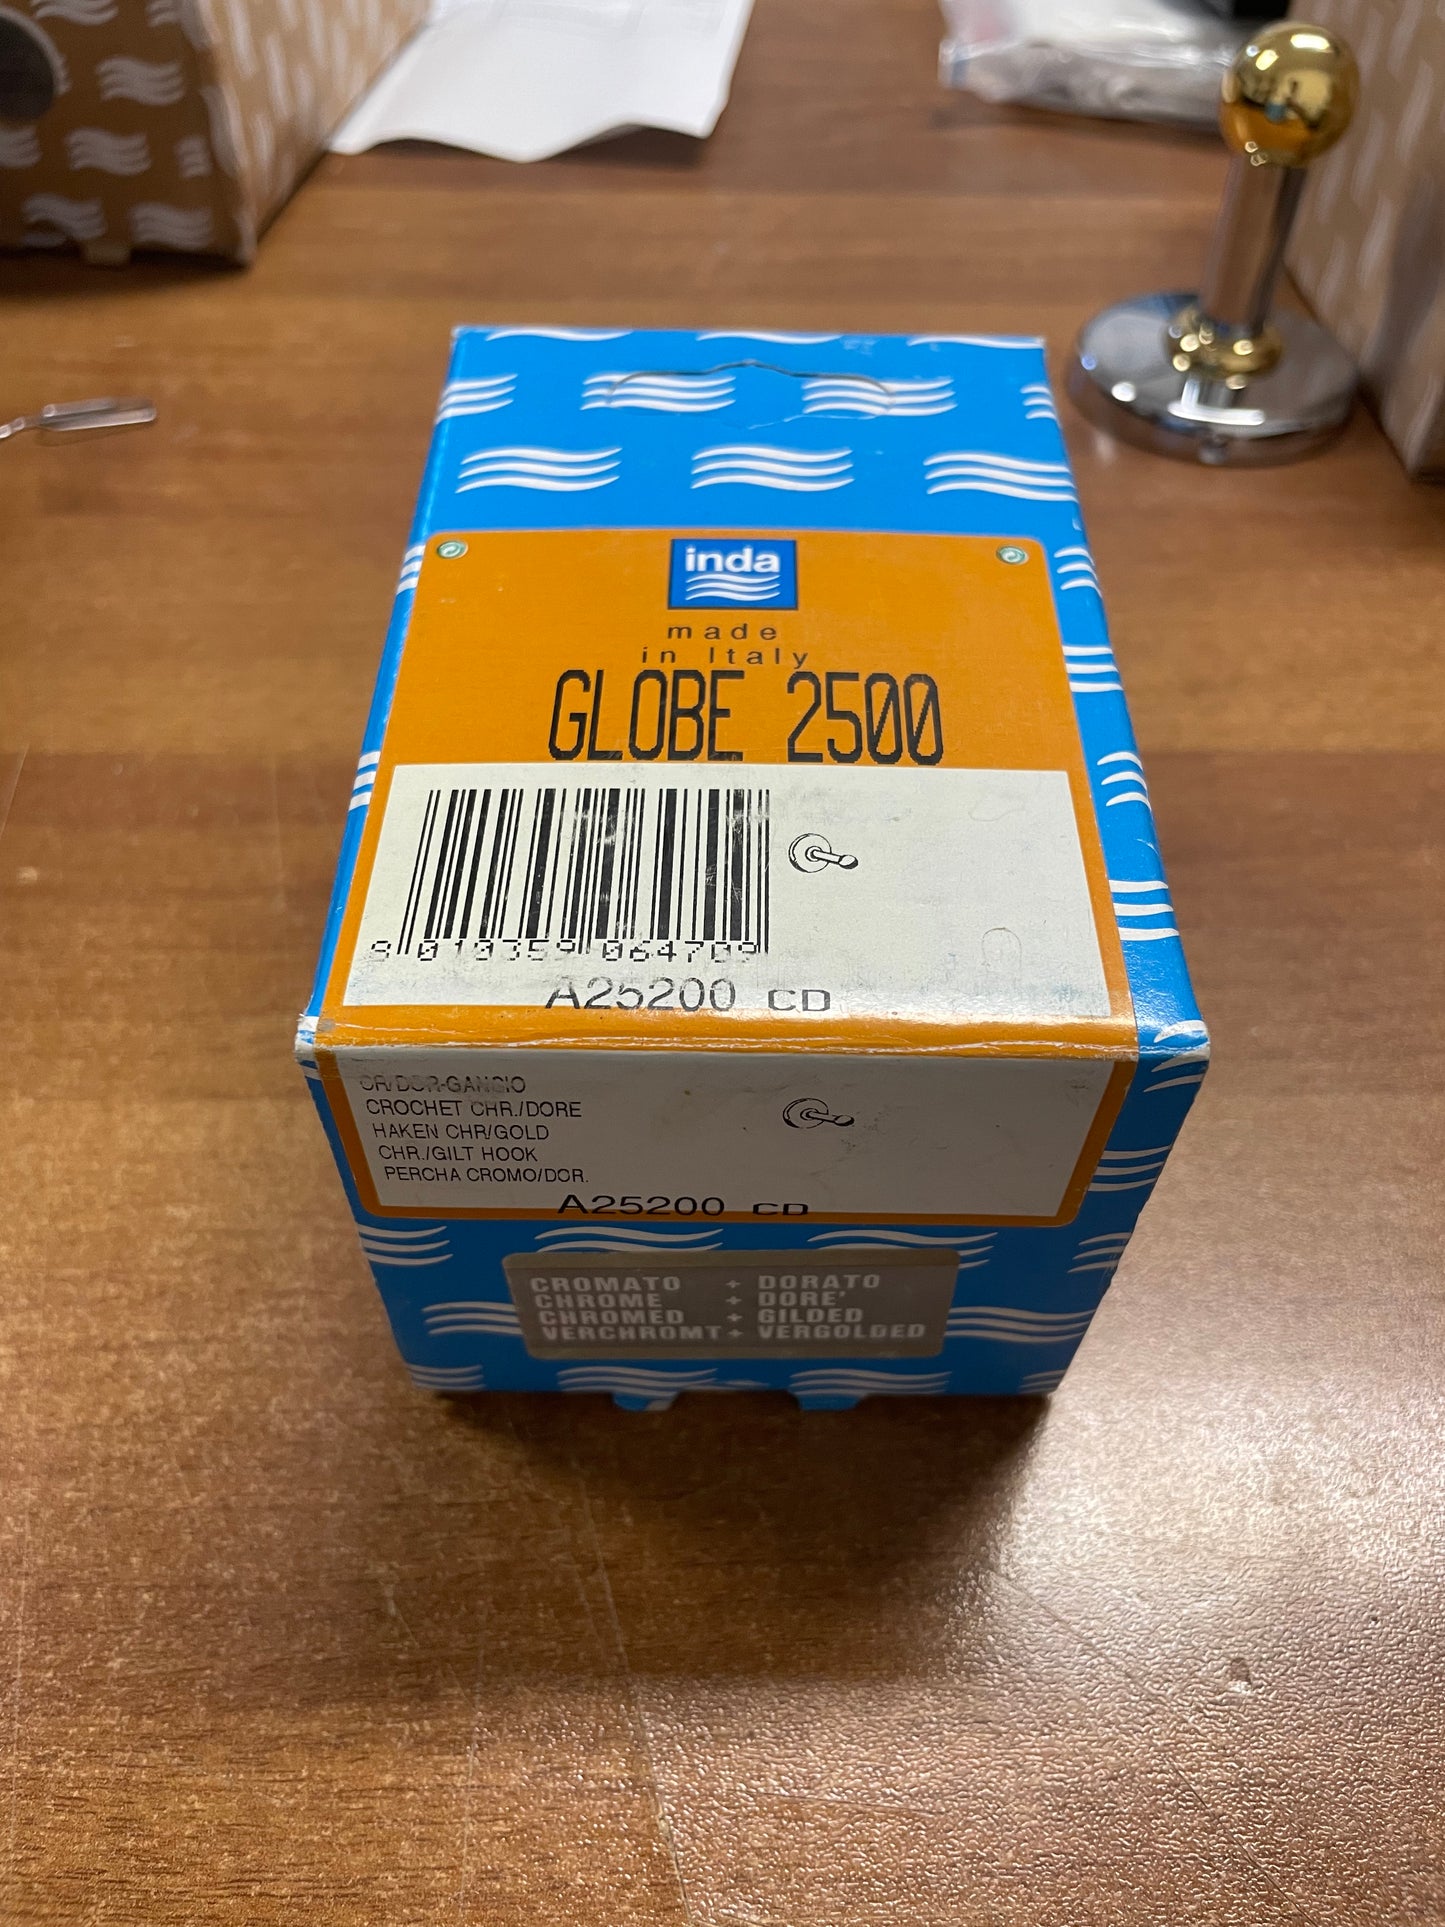 inda
made
in Italy
GLOBE 2500
8 010359 064709
A25200 CD
CR/DOR-GANCIO
CROCHET CHR./DORE
HAKEN CHR/GOLD
CHR./GILT HOOK
PERCHA CROMO/DOR.
A25200 CD
CROMATO + DORATO
CHROME + DORE'
CHROMED + GILDED
VERCHROMT + VERGOLDED